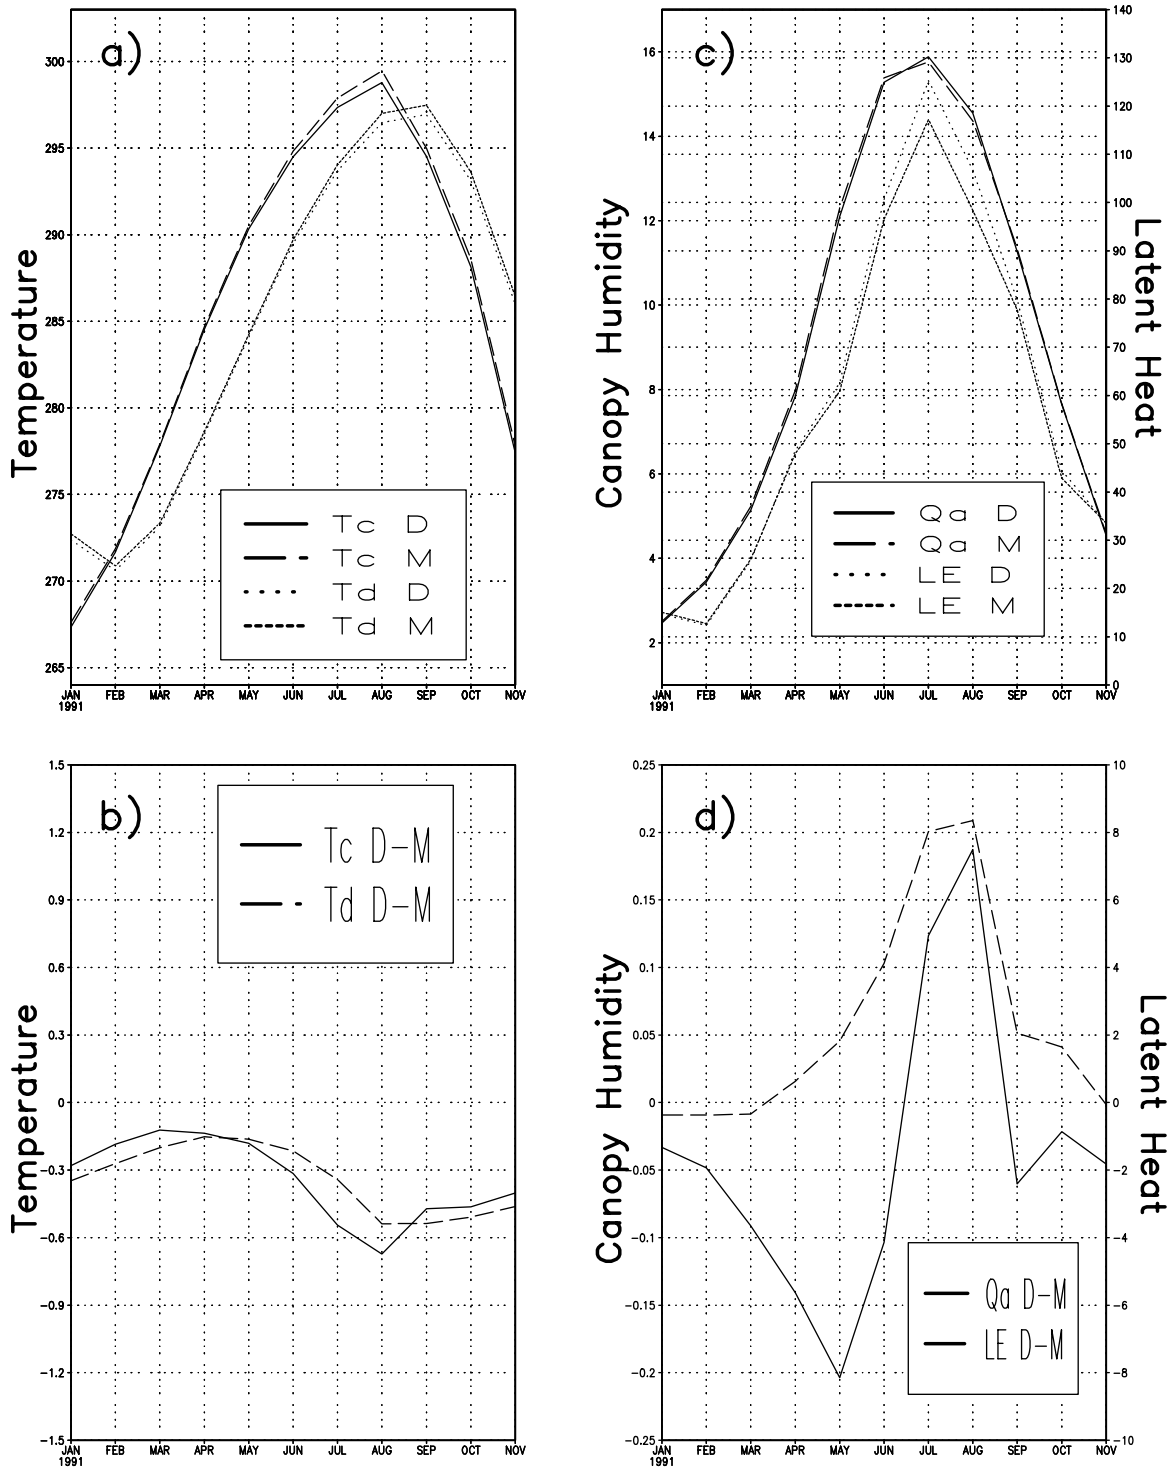 a)
Temperature
300
295
290
285
280
275
270
265
Tc D
Tc M
Td D
Td M
JAN FEB MAR APR MAY JUN JUL AUG SEP OCT NOV
1991
c)
Canopy Humidity
16
14
12
10
8
6
4
2
Latent Heat
140
130
120
110
100
90
80
70
60
50
40
30
20
10
0
Qa D
Qa M
LE D
LE M
JAN FEB MAR APR MAY JUN JUL AUG SEP OCT NOV
1991
b)
Temperature
1.5
1.2
0.9
0.6
0.3
0
-0.3
-0.6
-0.9
-1.2
-1.5
Tc D-M
Td D-M
JAN FEB MAR APR MAY JUN JUL AUG SEP OCT NOV
1991
d)
Canopy Humidity
0.25
0.2
0.15
0.1
0.05
0
-0.05
-0.1
-0.15
-0.2
-0.25
Latent Heat
10
8
6
4
2
0
-2
-4
-6
-8
-10
Qa D-M
LE D-M
JAN FEB MAR APR MAY JUN JUL AUG SEP OCT NOV
1991